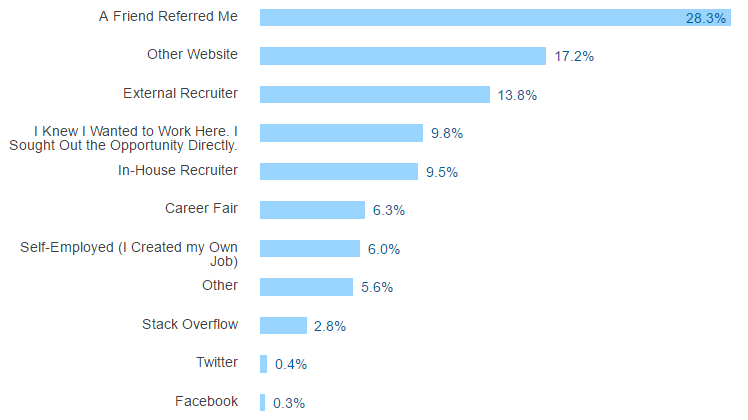 A Friend Referred Me 28.3%
Other Website 17.2%
External Recruiter 13.8%
I Knew I Wanted to Work Here. I
Sought Out the Opportunity Directly. 9.8%
In-House Recruiter 9.5%
Career Fair 6.3%
Self-Employed (I Created my Own
Job) 6.0%
Other 5.6%
Stack Overflow 2.8%
Twitter 0.4%
Facebook 0.3%